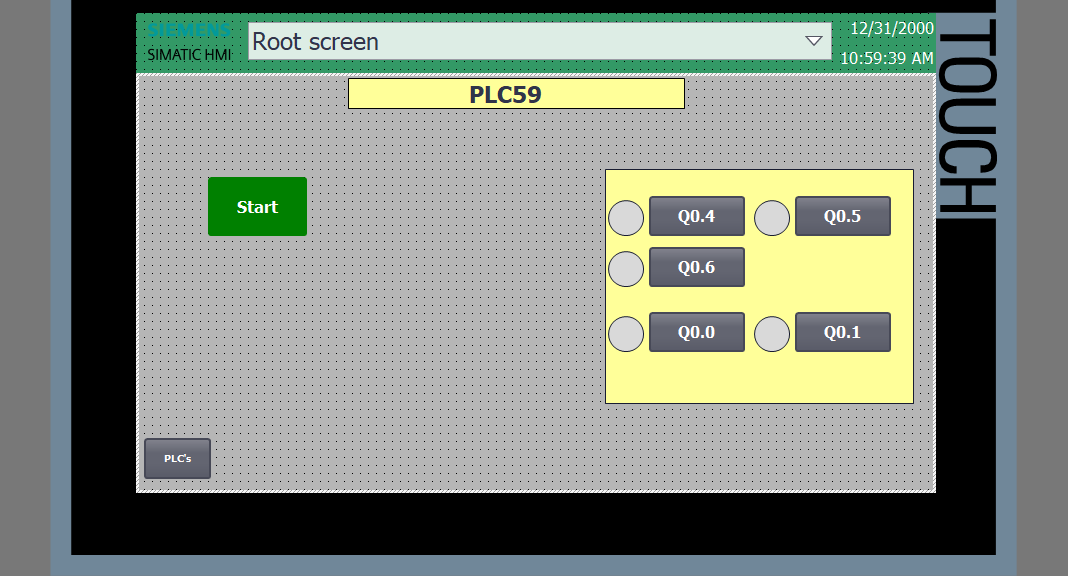 SIEMENS
SIMATIC HMI
Root screen
12/31/2000
10:59:39 AM
TOUCH
PLC59
Start
Q0.4
Q0.5
Q0.6
Q0.0
Q0.1
PLC's